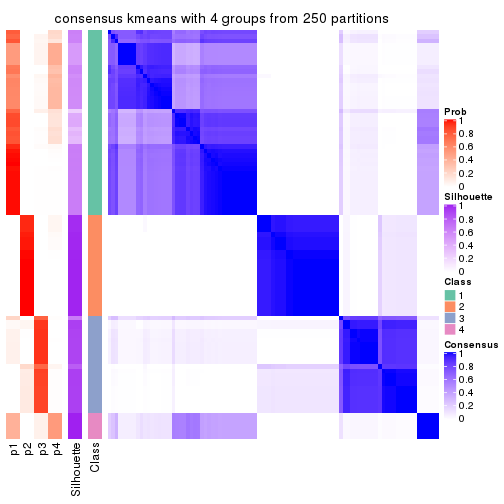 consensus kmeans with 4 groups from 250 partitions
Prob
1
0.8
0.6
0.4
0.2
0
Silhouette
1
0.8
0.6
0.4
0.2
0
Class
1
2
3
4
Consensus
1
0.8
0.6
0.4
0.2
0
p1
p2
p3
p4
Silhouette
Class